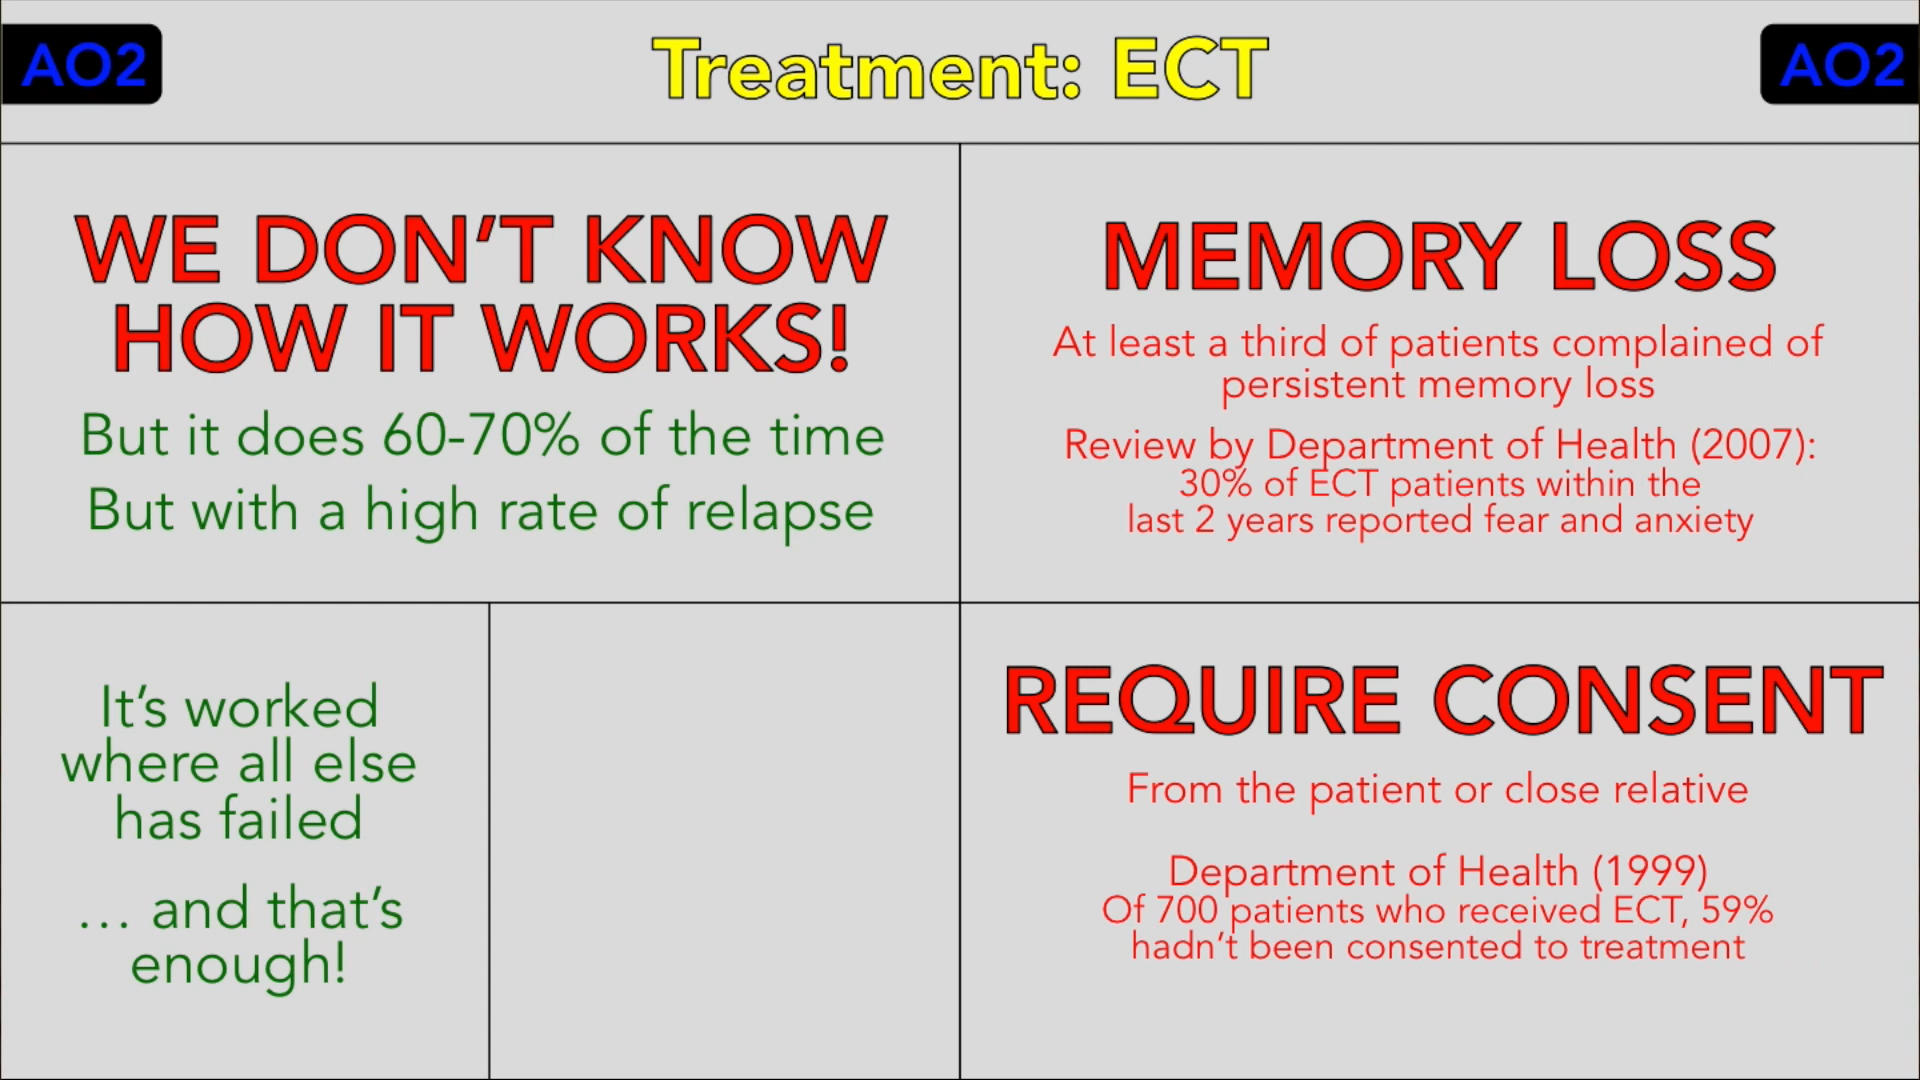 AO2
Treatment: ECT
AO2
WE DON’T KNOW
HOW IT WORKS!
But it does 60-70% of the time
But with a high rate of relapse
MEMORY LOSS
At least a third of patients complained of
persistent memory loss
Review by Department of Health (2007):
30% of ECT patients within the
last 2 years reported fear and anxiety
It’s worked
where all else
has failed
… and that’s
enough!
REQUIRE CONSENT
From the patient or close relative
Department of Health (1999)
Of 700 patients who received ECT, 59%
hadn’t been consented to treatment